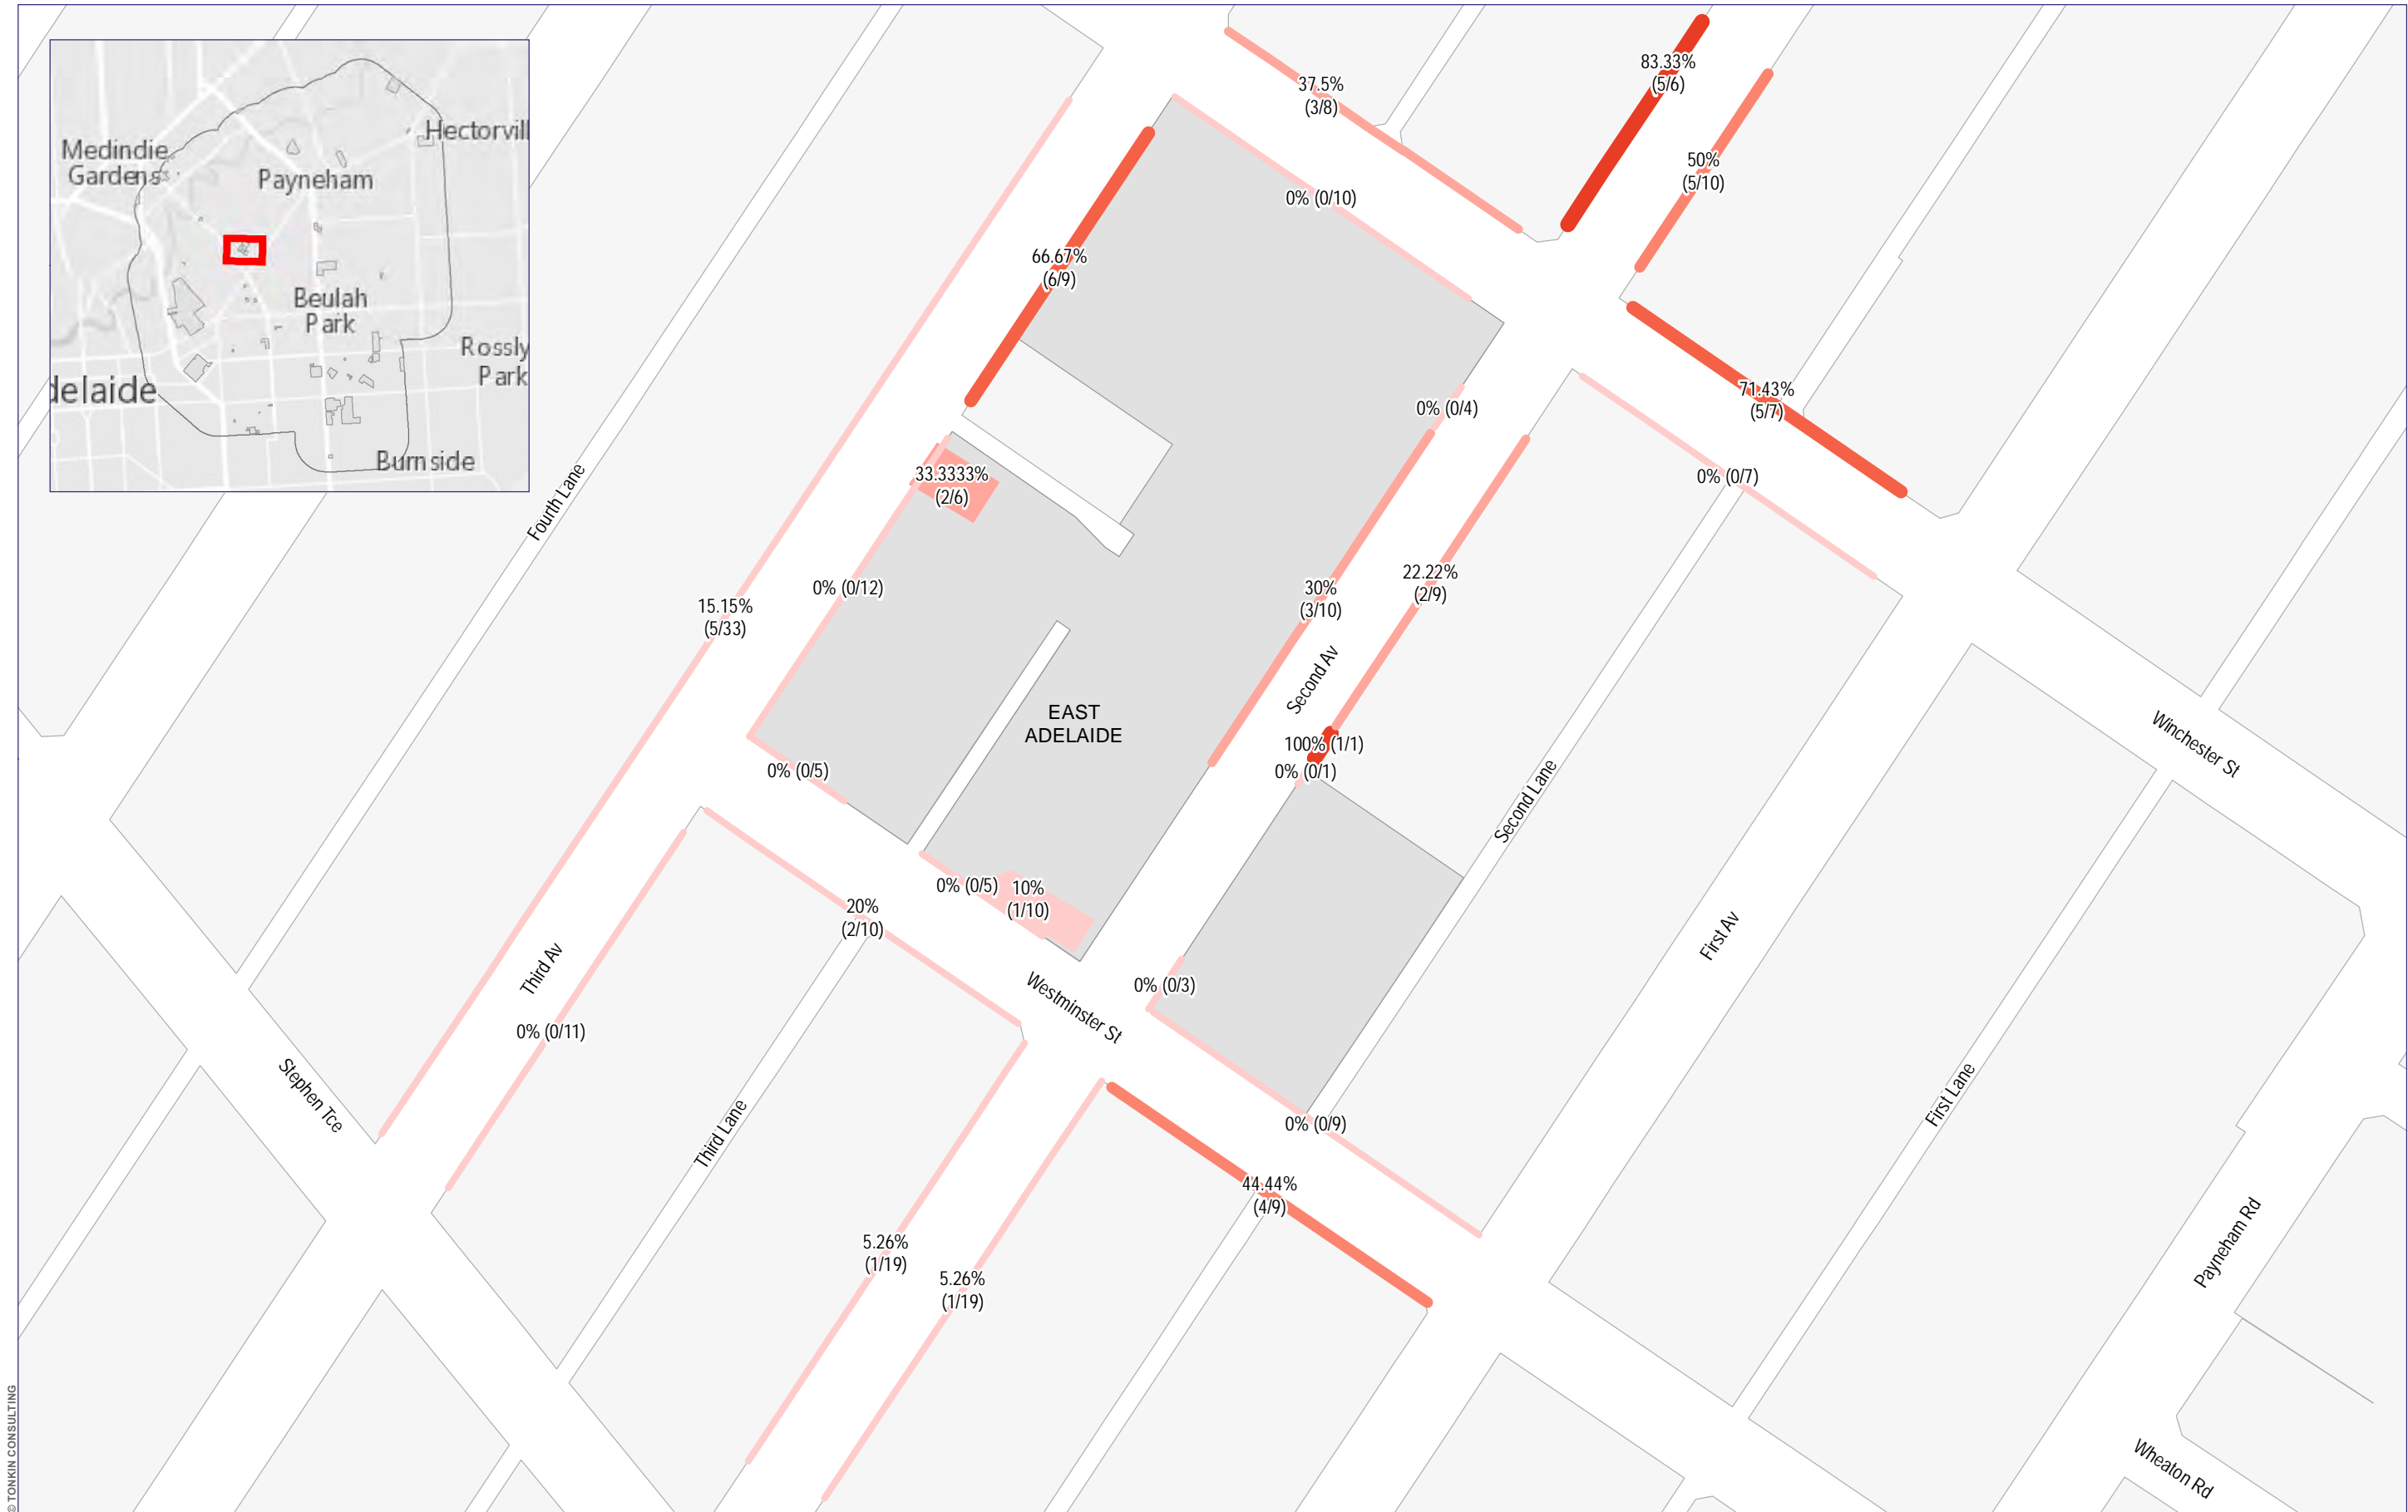 Medindie
Gardens
Payneham
Hectorvill
Beulah
Park
Rossly
Park
delaide
Burnside
37.5%
(3/8)
83.33%
(5/6)
50%
(5/10)
0% (0/10)
66.67%
(6/9)
71.43%
(5/7)
0% (0/4)
33.3333%
(2/6)
0% (0/7)
Fourth Lane
0% (0/12)
15.15%
(5/33)
30%
(3/10)
22.22%
(2/9)
Second Av
EAST
ADELAIDE
100% (1/1)
0% (0/1)
0% (0/5)
Second Lane
Winchester St
0% (0/5)
10%
(1/10)
20%
(2/10)
First Av
Third Av
0% (0/3)
Westminster St
0% (0/11)
Stephen Tce
Third Lane
0% (0/9)
First Lane
44.44%
(4/9)
5.26%
(1/19)
5.26%
(1/19)
Payneham Rd
Wheaton Rd
© TONKIN CONSULTING